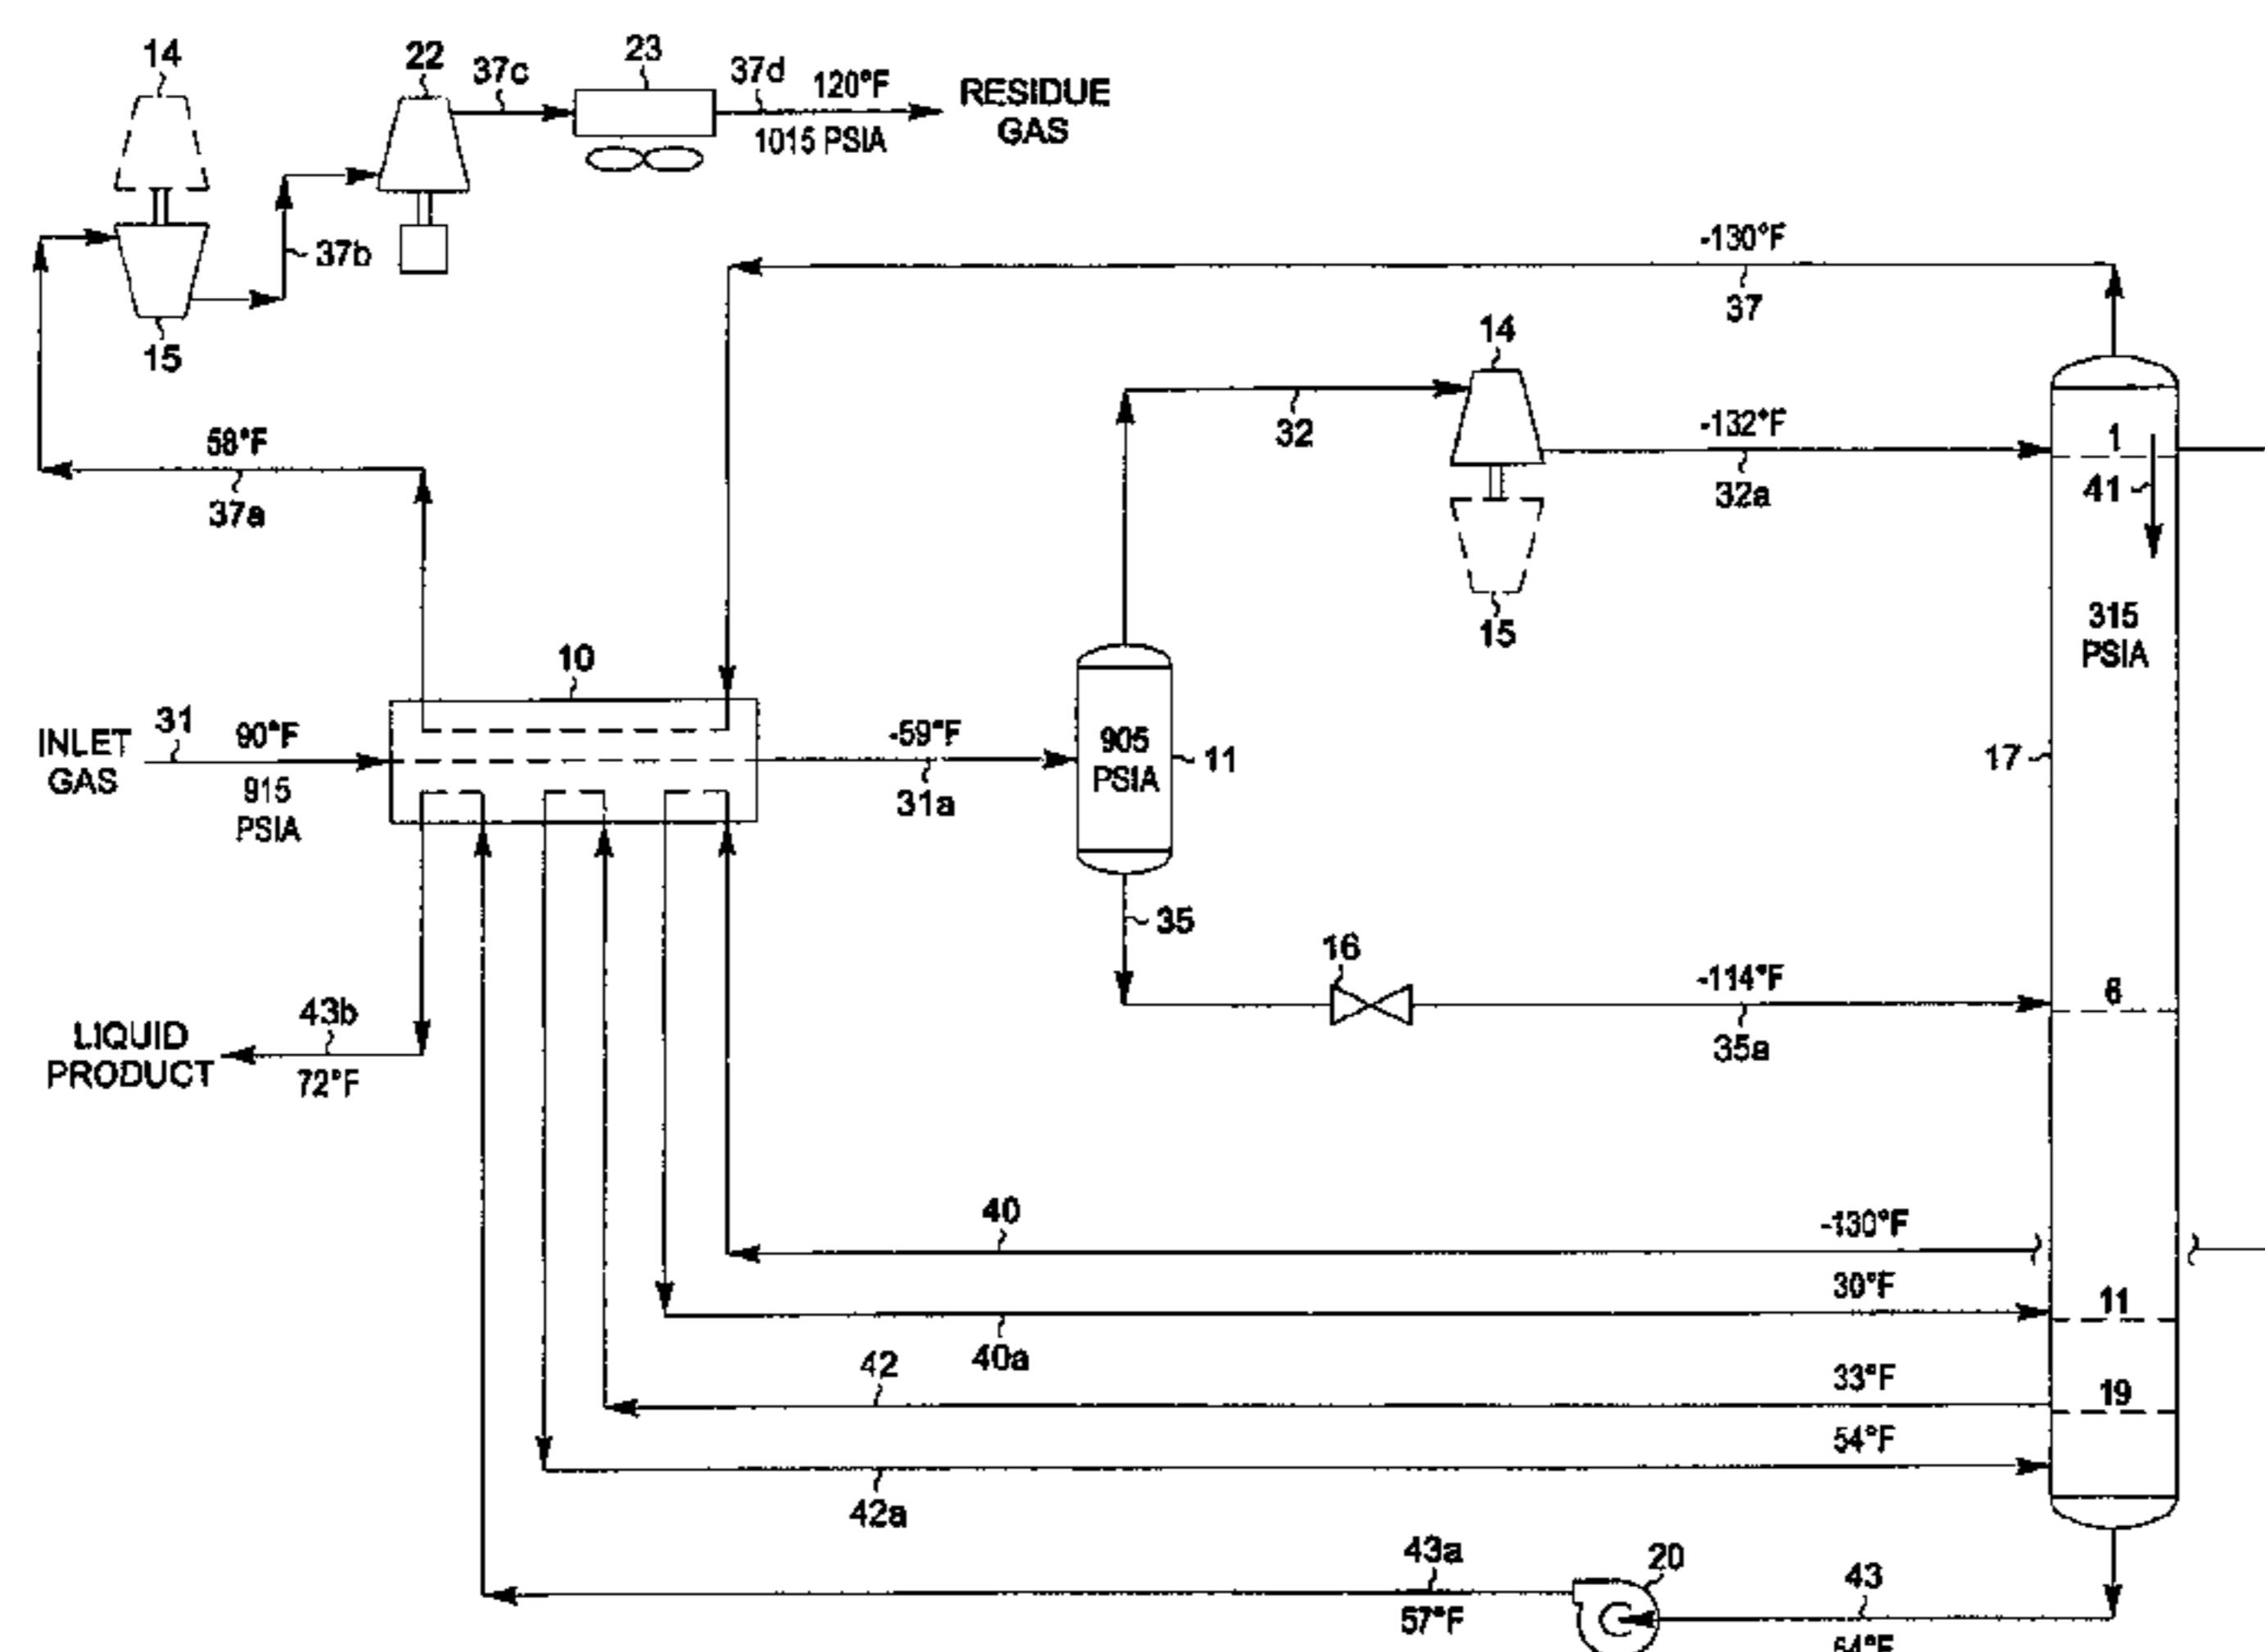 14
22
37c
23
37d
120°F
1015 PSIA
RESIDUE
GAS
37b
15
-130°F
37
14
32
-132°F
32a
15
1
41
315
PSIA
58°F
37a
10
INLET
GAS
31
90°F
915
PSIA
-59°F
31a
905
PSIA
11
17
35
16
-114°F
35a
6
43b
LIQUID
PRODUCT
72°F
40
-130°F
30°F
11
40a
42
33°F
19
54°F
42a
43a
57°F
20
43